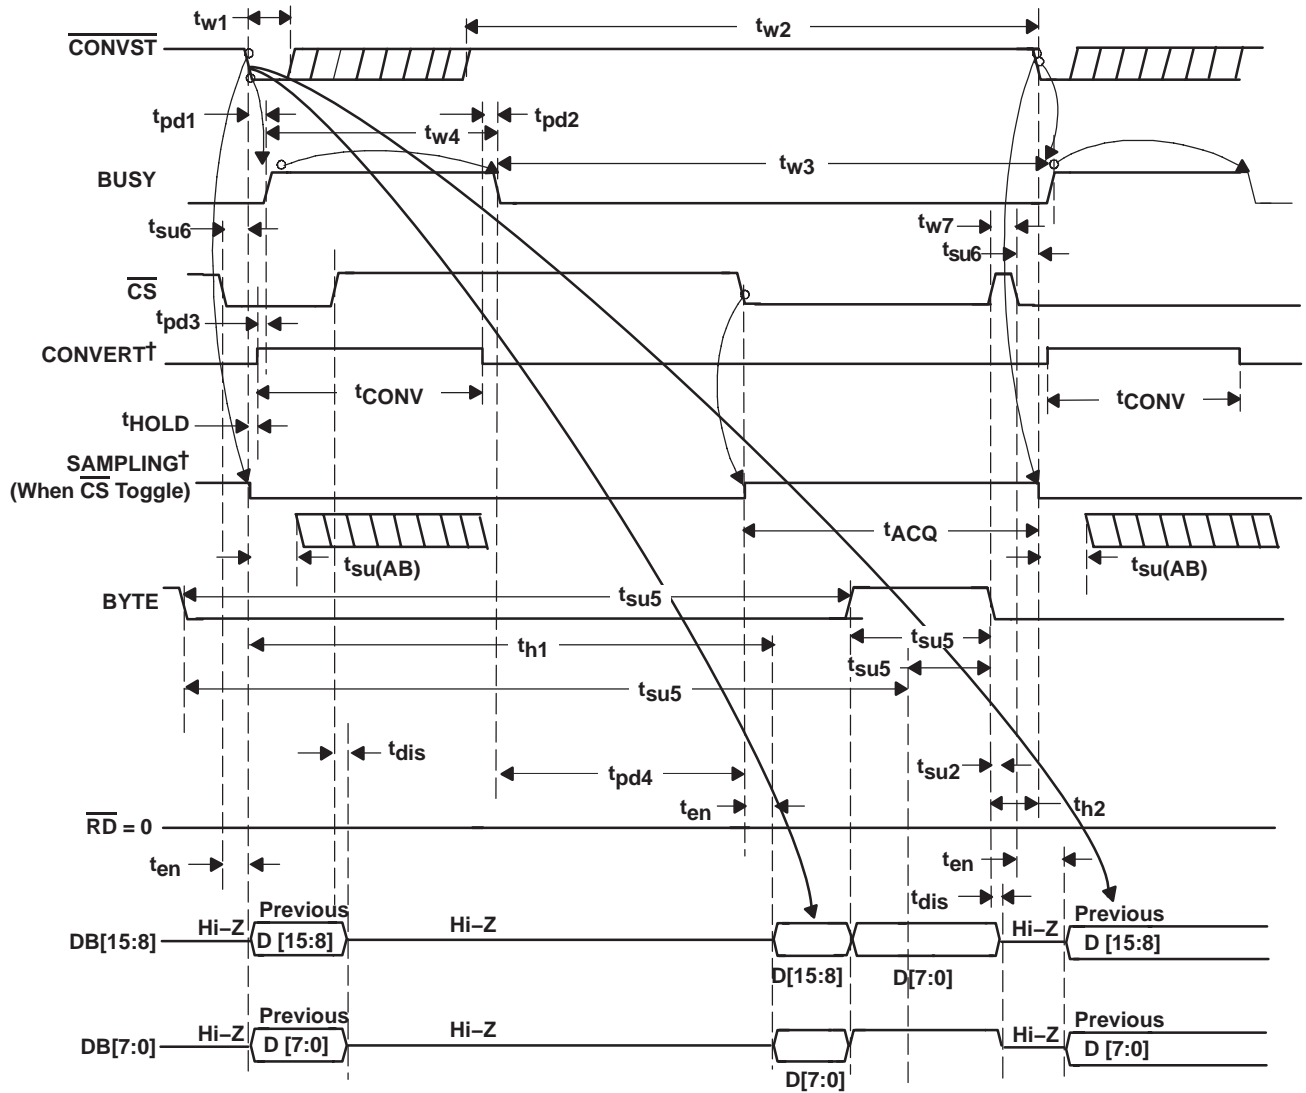 tw1
tw2
CONVST
tpd1
tw4
tpd2
tw3
BUSY
tsu6
tw7
tsu6
CS
tpd3
CONVERT†
tCONV
tCONV
tHOLD
SAMPLING†
(When CS Toggle)
tACQ
tsu(AB)
tsu(AB)
BYTE
tsu5
tsu5
th1
tsu5
tsu5
tdis
tsu2
tpd4
ten
th2
RD = 0
ten
ten
tdis
Previous
Previous
Hi–Z
Hi–Z
Hi–Z
DB[15:8]
D [15:8]
D [15:8]
D[15:8]
D[7:0]
Previous
Previous
Hi–Z
Hi–Z
Hi–Z
DB[7:0]
D [7:0]
D [7:0]
D[7:0]